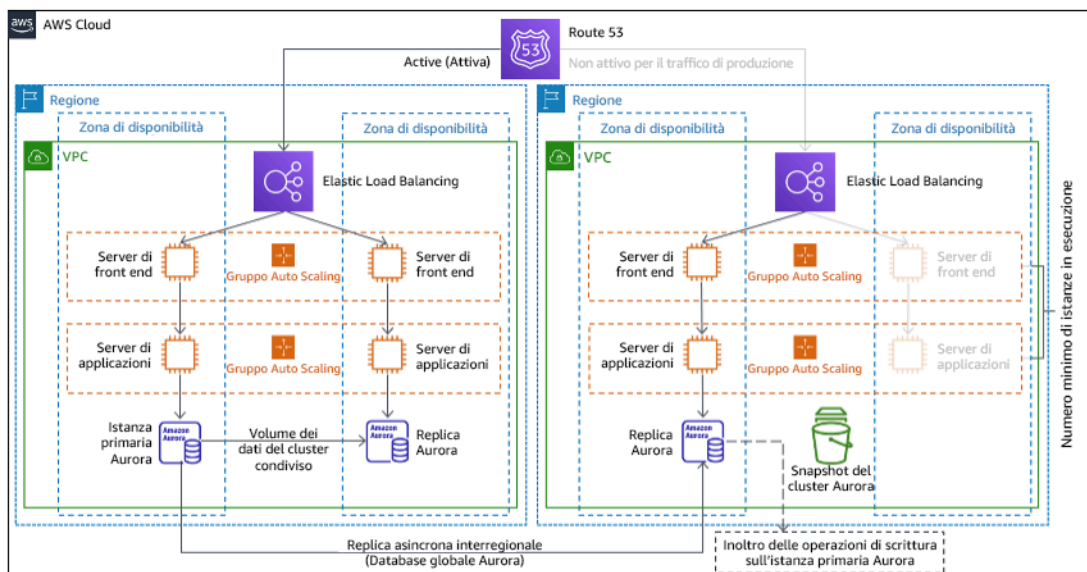 aws
AWS Cloud
53
Route 53
Active (Attiva)
Non attivo per il traffico di produzione
Regione
Zona di disponibilità
Zona di disponibilità
VPC
Elastic Load Balancing
Server di
front end
Gruppo Auto Scaling
Server di
front end
Server di
applicazioni
Gruppo Auto Scaling
Server di
applicazioni
Istanza
primaria
Aurora
Amazon
Aurora
Volume dei
dati del cluster
condiviso
Amazon
Aurora
Replica
Aurora
Regione
Zona di disponibilità
Zona di disponibilità
VPC
Elastic Load Balancing
Server di
front end
Gruppo Auto Scaling
Server di
front end
Server di
applicazioni
Gruppo Auto Scaling
Server di
applicazioni
Replica
Aurora
Amazon
Aurora
Snapshot del
cluster Aurora
Numero minimo di istanze in esecuzione
Replica asincrona interregionale
(Database globale Aurora)
Inoltro delle operazioni di scrittura
sull'istanza primaria Aurora